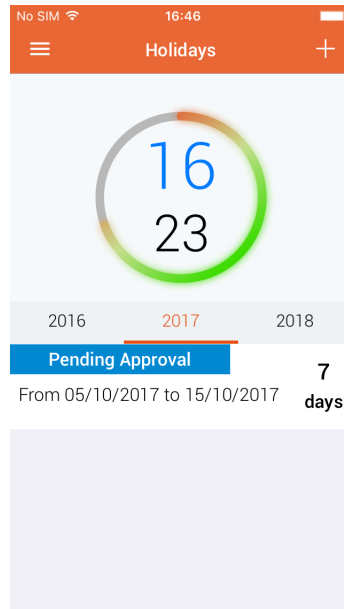 No SIM 16:46
Holidays
16
23
2016 2017 2018
Pending Approval
7
From 05/10/2017 to 15/10/2017
days